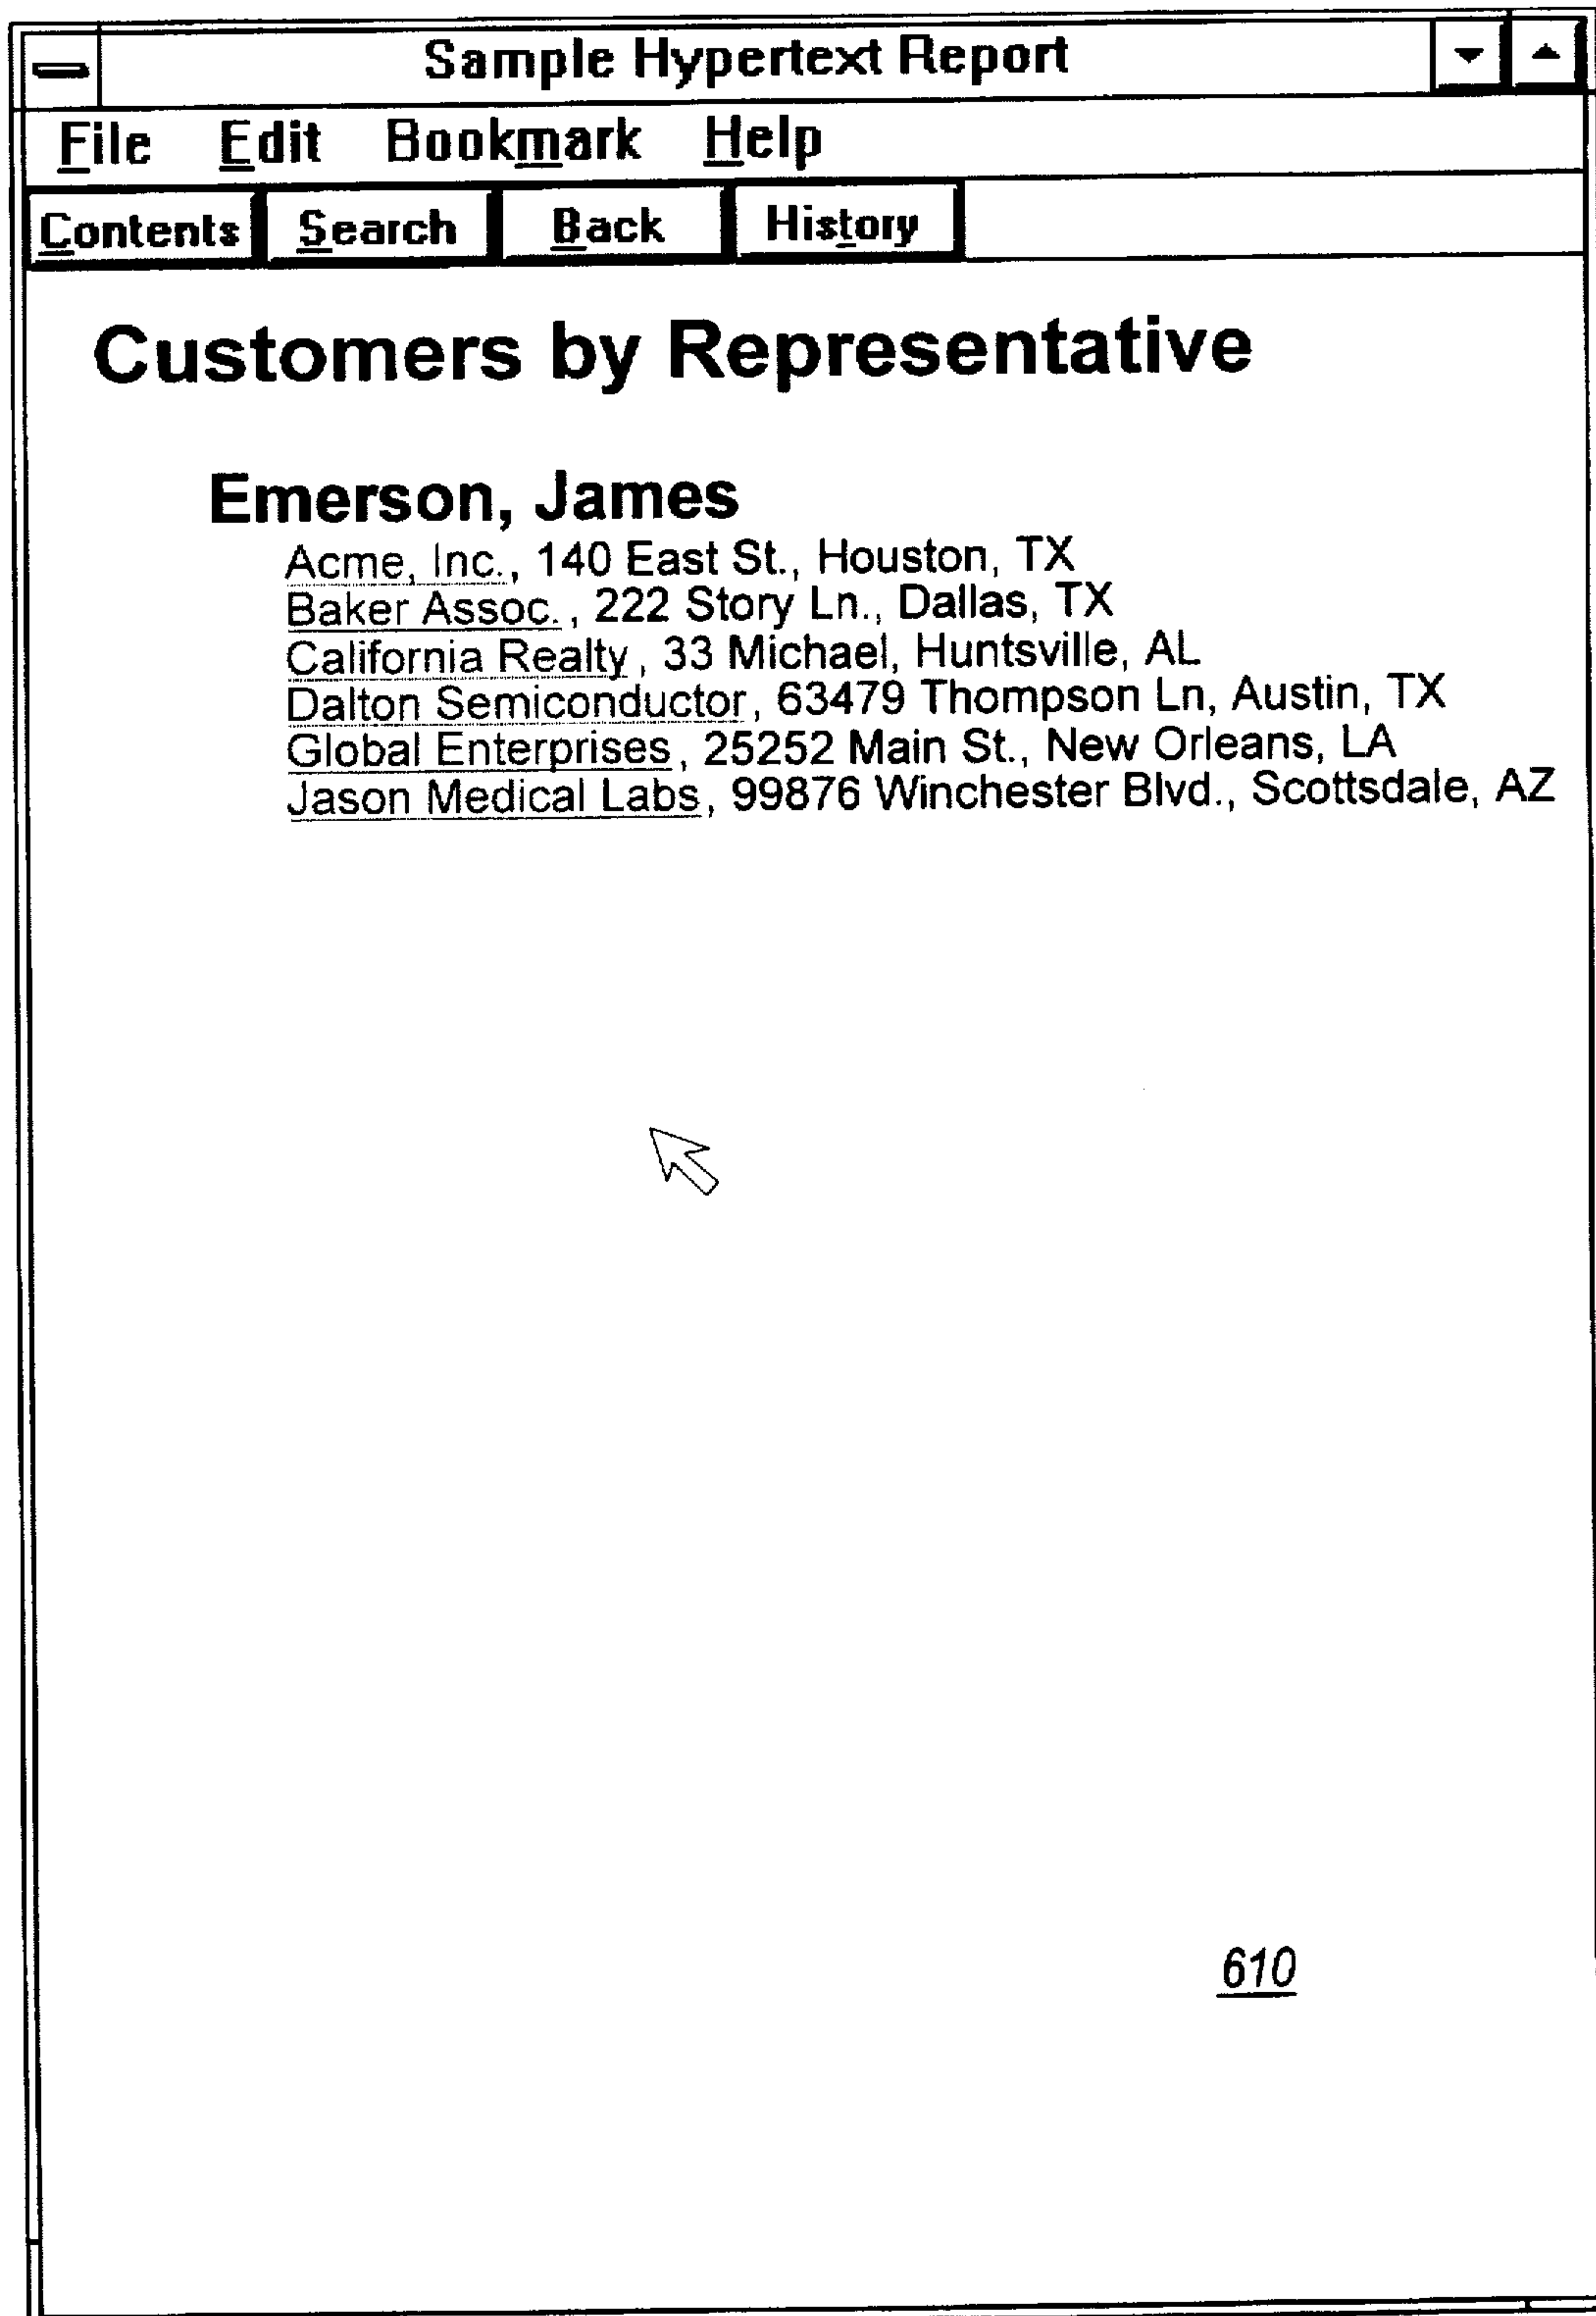 Sample Hypertext Report
File Edit Bookmark Help
Contents Search Back History
Customers by Representative
Emerson, James
Acme, Inc., 140 East St., Houston, TX
Baker Assoc., 222 Story Ln., Dallas, TX
California Realty, 33 Michael, Huntsville, AL
Dalton Semiconductor, 63479 Thompson Ln, Austin, TX
Global Enterprises, 25252 Main St., New Orleans, LA
Jason Medical Labs, 99876 Winchester Blvd., Scottsdale, AZ
610